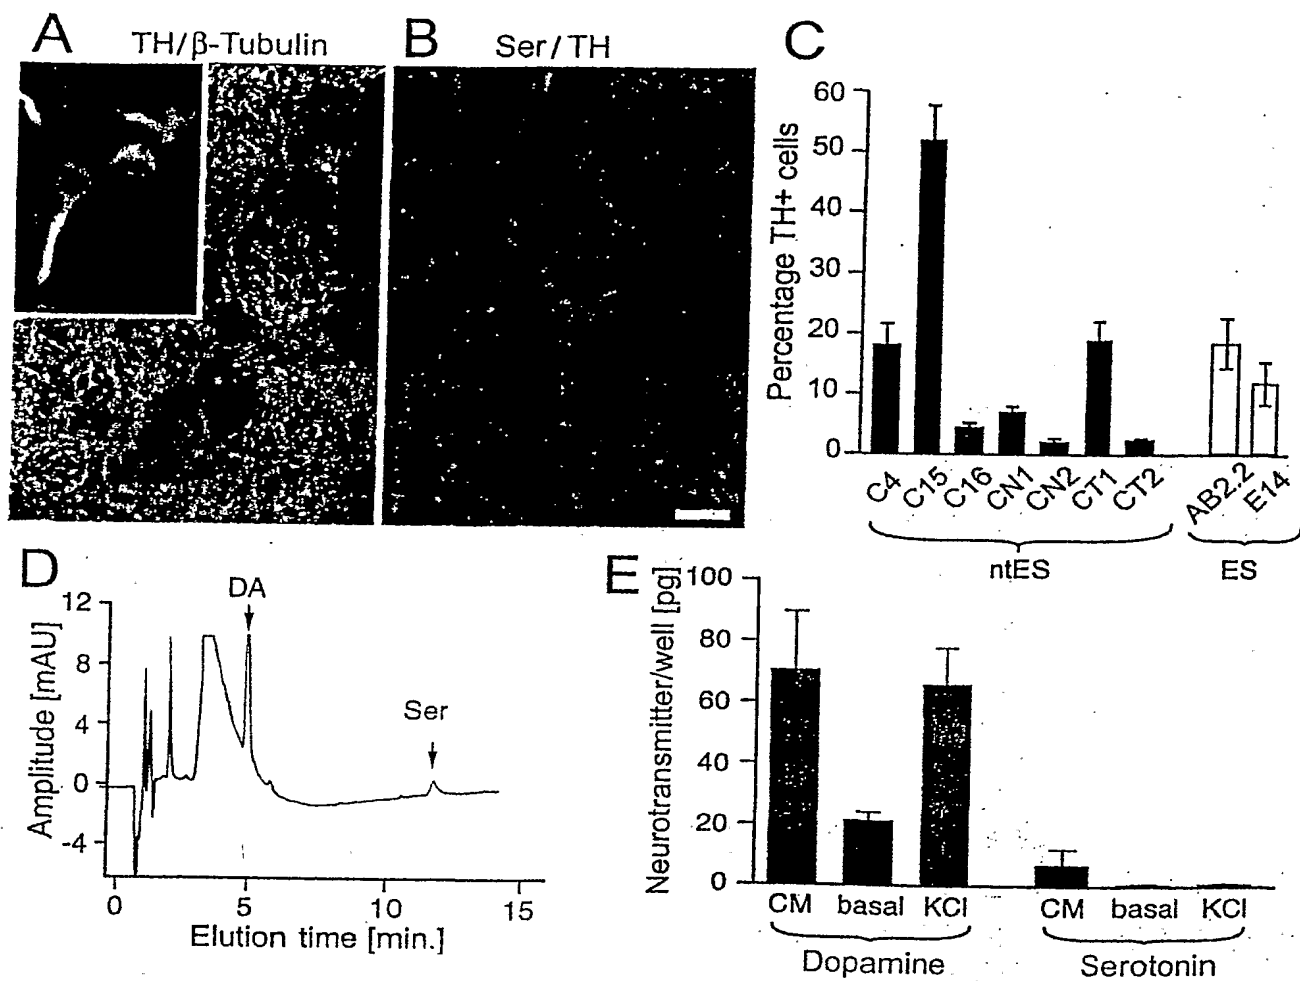 A TH/β-Tubulin
B Ser/TH
C
Percentage TH+ cells
60
50
40
30
20
10
0
C4 C15 C16 CN1 CN2 CT1 CT2 AB2.2 E14
ntES ES
D
Amplitude [mAU]
12
8
4
0
-4
DA
Ser
0 5 10 15
Elution time [min.]
E
Neurotransmitter/well [pg]
100
80
60
40
20
0
CM basal KCl CM basal KCl
Dopamine Serotonin